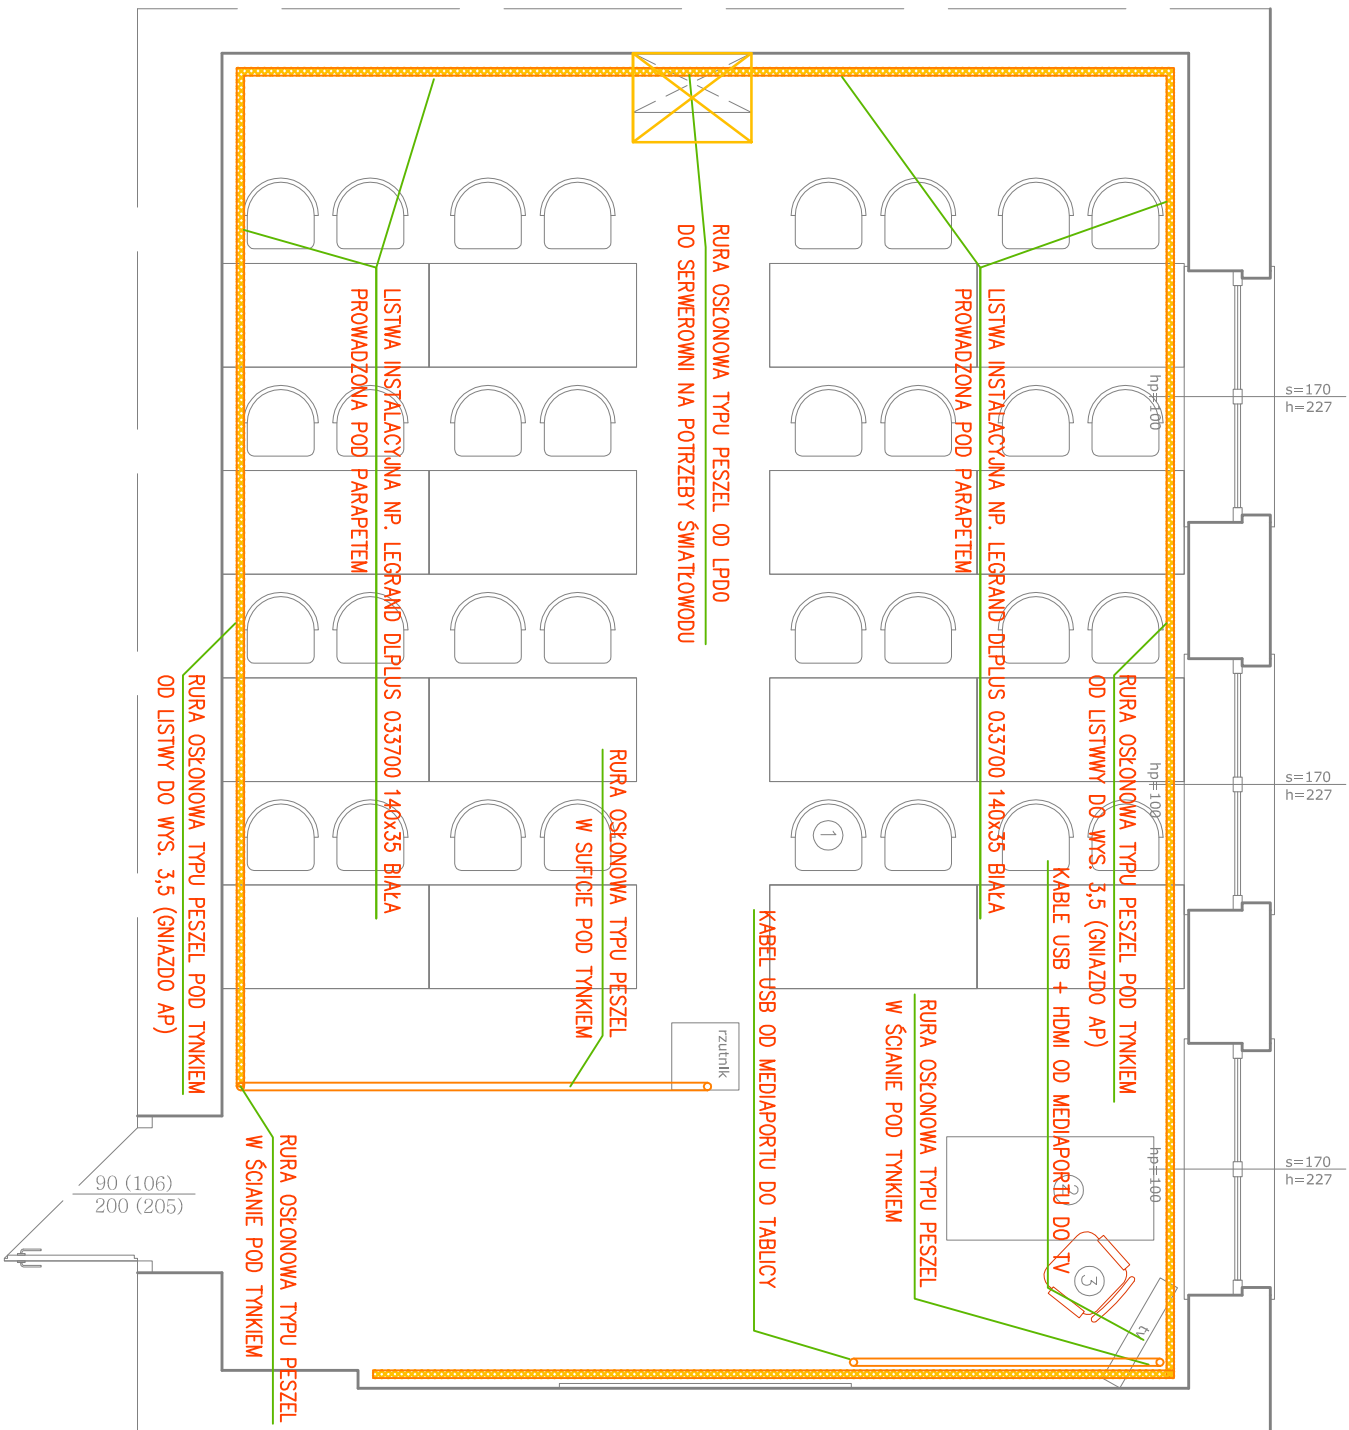 RURA OSŁONOWA TYPU PESZEL OD LPD0
DO SERWEROWNI NA POTRZEBY ŚWIATŁOWODU
LISTWA INSTALACYJNA NP. LEGRAND DLPLUS 033700 140x35 BIAŁA
PROWADZONA POD PARAPETEM
LISTWA INSTALACYJNA NP. LEGRAND DLPLUS 033700 140x35 BIAŁA
PROWADZONA POD PARAPETEM
hp=100
s=170
h=227
RURA OSŁONOWA TYPU PESZEL POD TYNKIEM
OD LISTWWY DO WYS. 3,5 (GNIAZDO AP)
RURA OSŁONOWA TYPU PESZEL POD TYNKIEM
OD LISTWY DO WYS. 3,5 (GNIAZDO AP)
hp=100
s=170
h=227
RURA OSŁONOWA TYPU PESZEL
W SUFICIE POD TYNKIEM
1
KABLE USB + HDMI OD MEDIAPORTU DO TV
KABEL USB OD MEDIAPORTU DO TABLICY
RURA OSŁONOWA TYPU PESZEL
W ŚCIANIE POD TYNKIEM
rzutnik
hp=100
s=170
h=227
2
3
tv
90 (106)
200 (205)
RURA OSŁONOWA TYPU PESZEL
W ŚCIANIE POD TYNKIEM